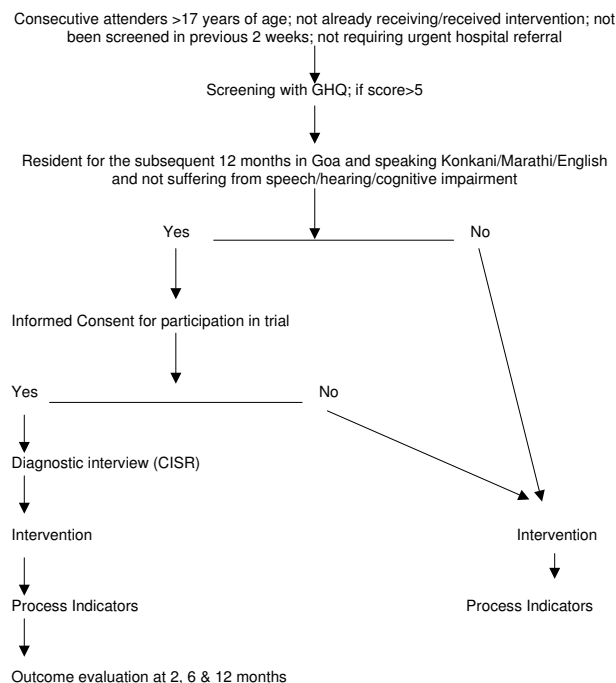 Consecutive attenders >17 years of age; not already receiving/received intervention; not
been screened in previous 2 weeks; not requiring urgent hospital referral
Screening with GHQ; if score>5
Resident for the subsequent 12 months in Goa and speaking Konkani/Marathi/English
and not suffering from speech/hearing/cognitive impairment
Yes No
Informed Consent for participation in trial
Yes No
Diagnostic interview (CISR)
Intervention Intervention
Process Indicators Process Indicators
Outcome evaluation at 2, 6 & 12 months